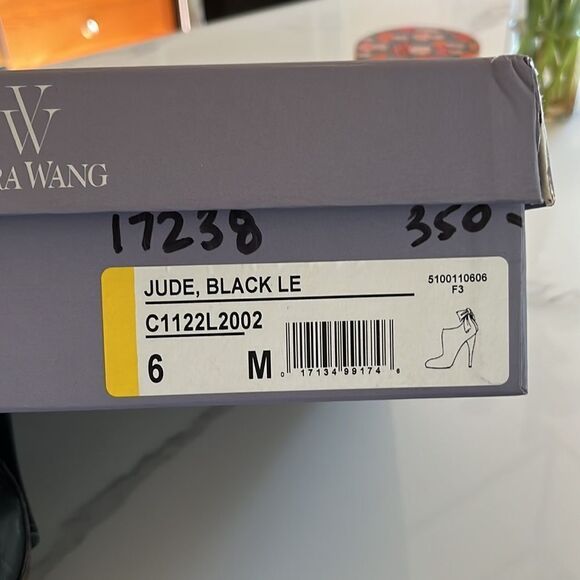 VW
RA WANG
17238 350-
JUDE, BLACK LE
5100110606
F3
C1122L2002
6 M
0 17134 99174 6